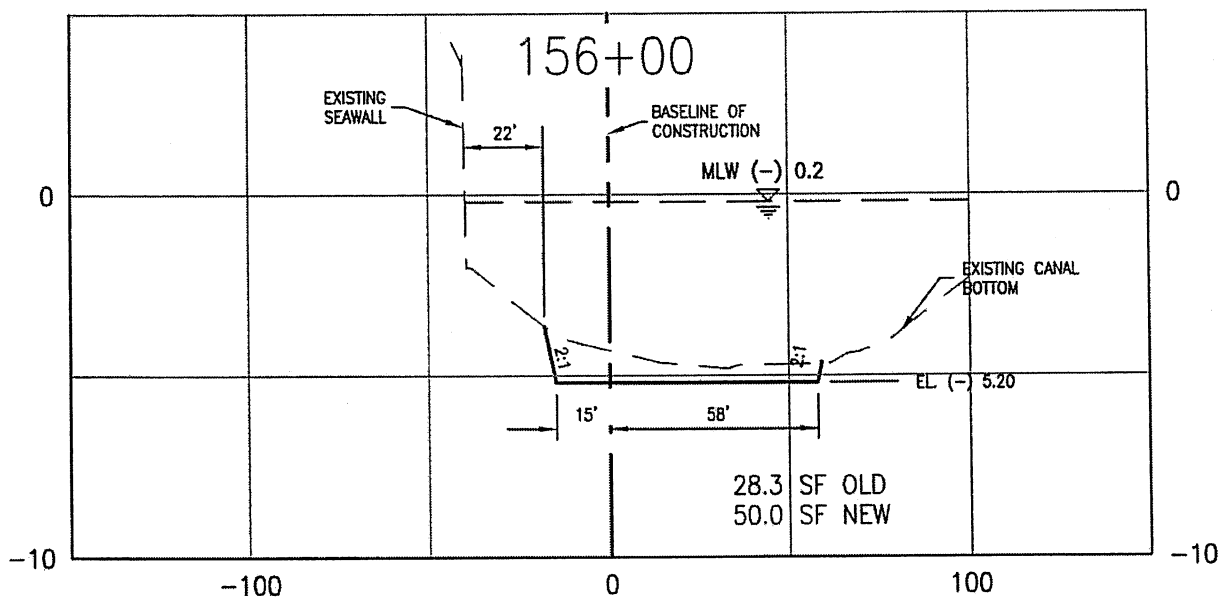 156+00
EXISTING
SEAWALL
22'
BASELINE OF
CONSTRUCTION
MLW (-) 0.2
0
0
EXISTING CANAL
BOTTOM
2:1
2:1
EL. (-) 5.20
15'
58'
28.3 SF OLD
50.0 SF NEW
-10
-10
-100
0
100